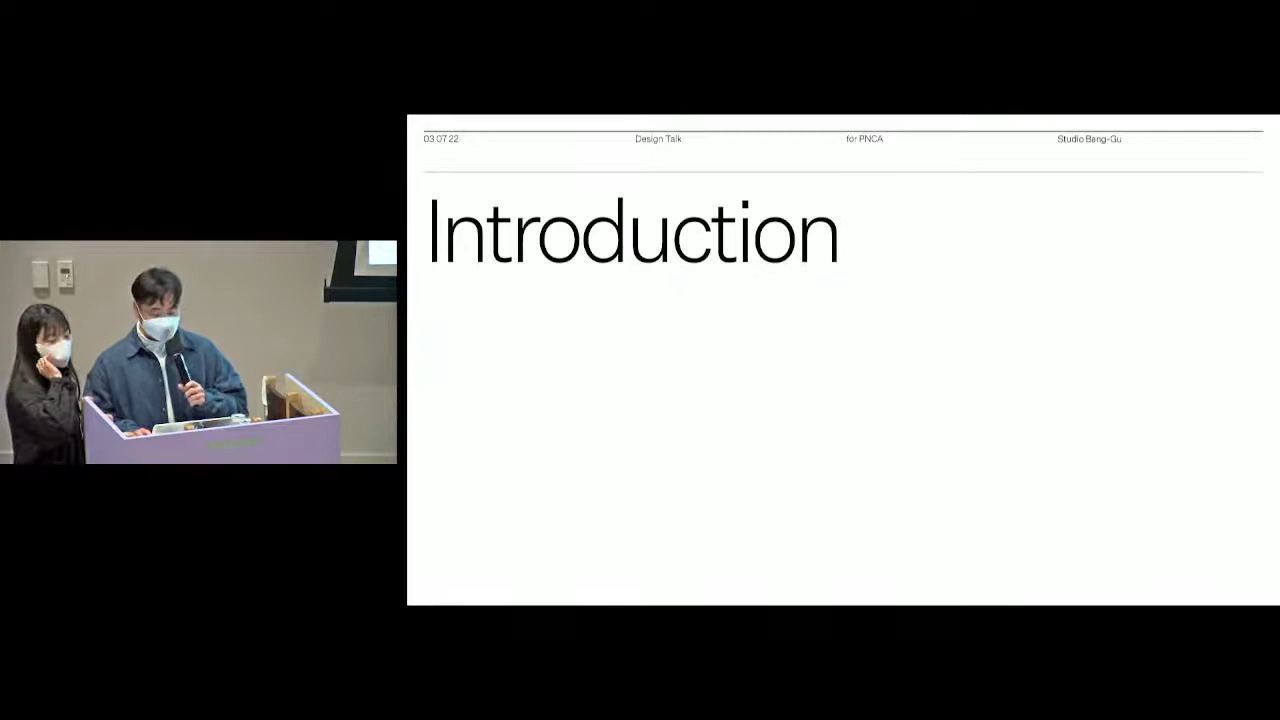 03 07 22
Design Talk
for PNCA
Studio Bang-Gu
Introduction